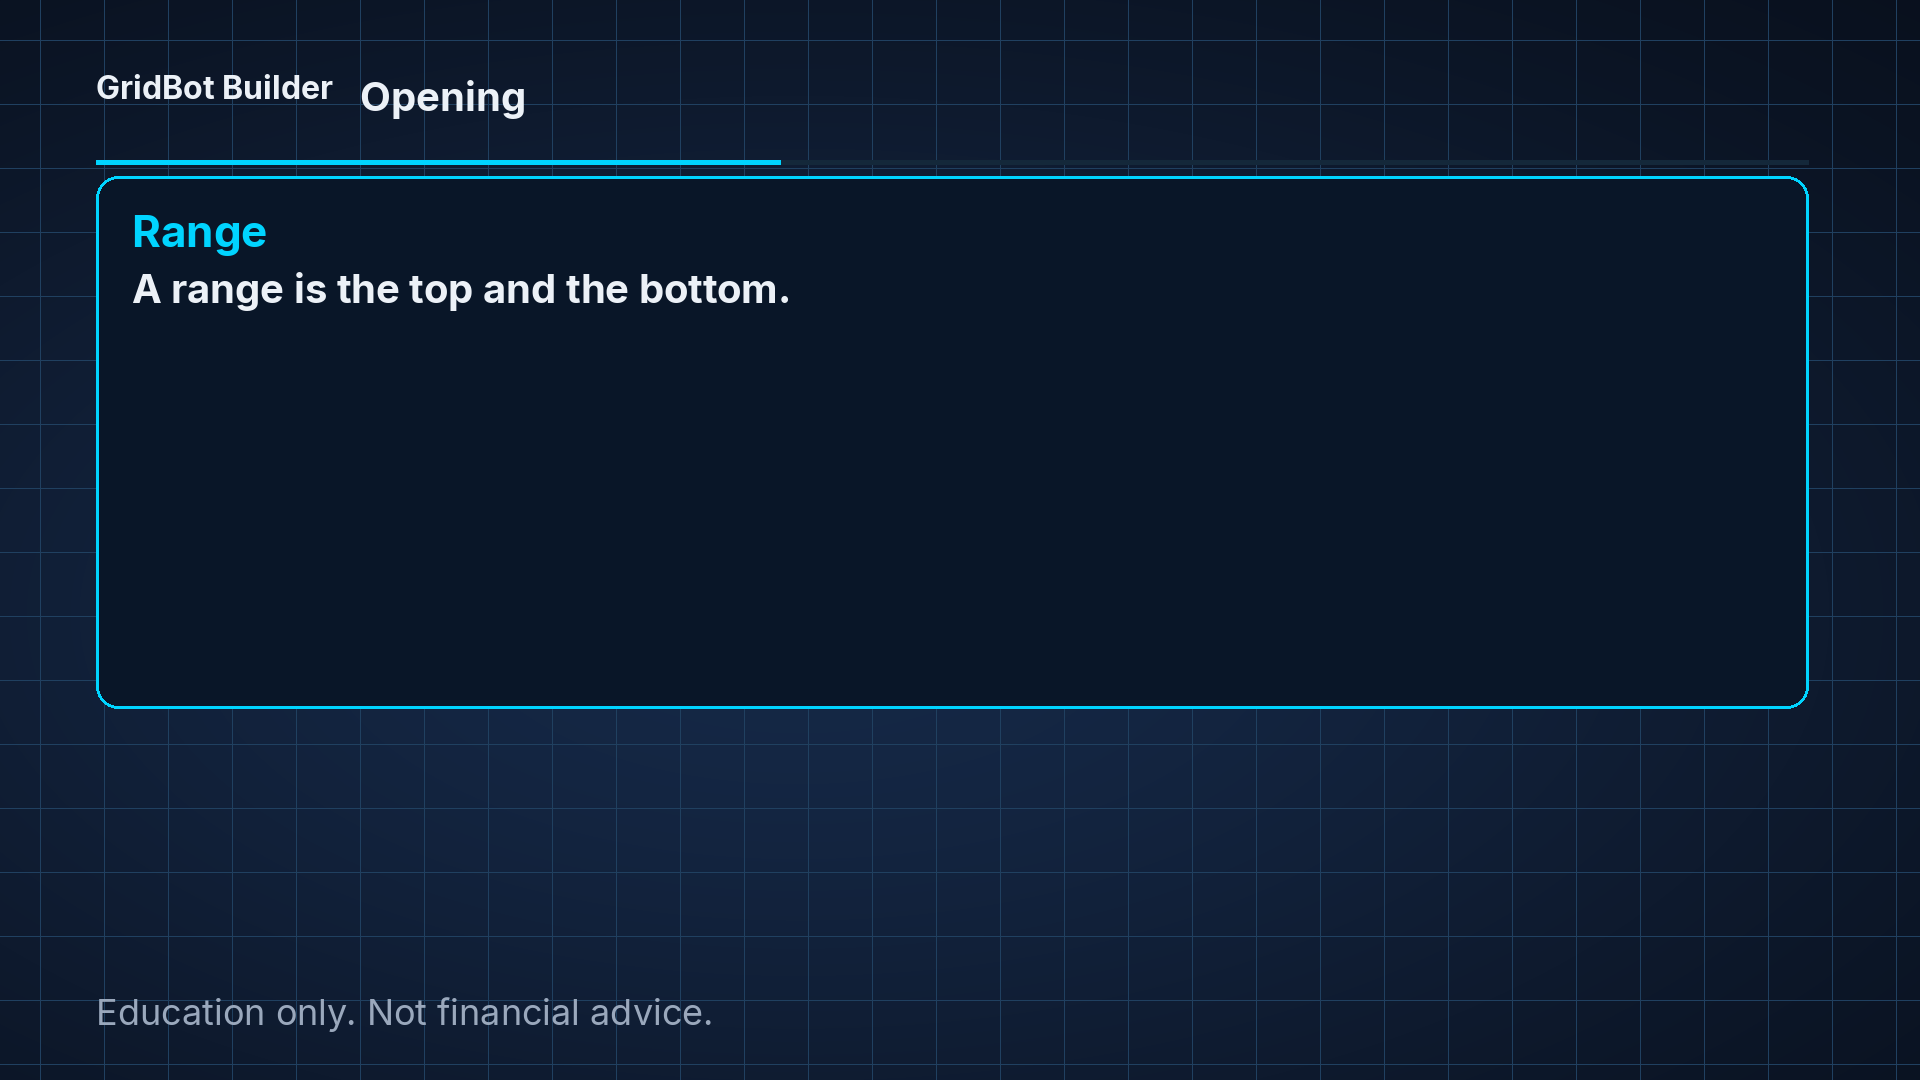 GridBot Builder
Opening
Range
A range is the top and the bottom.
Education only. Not financial advice.